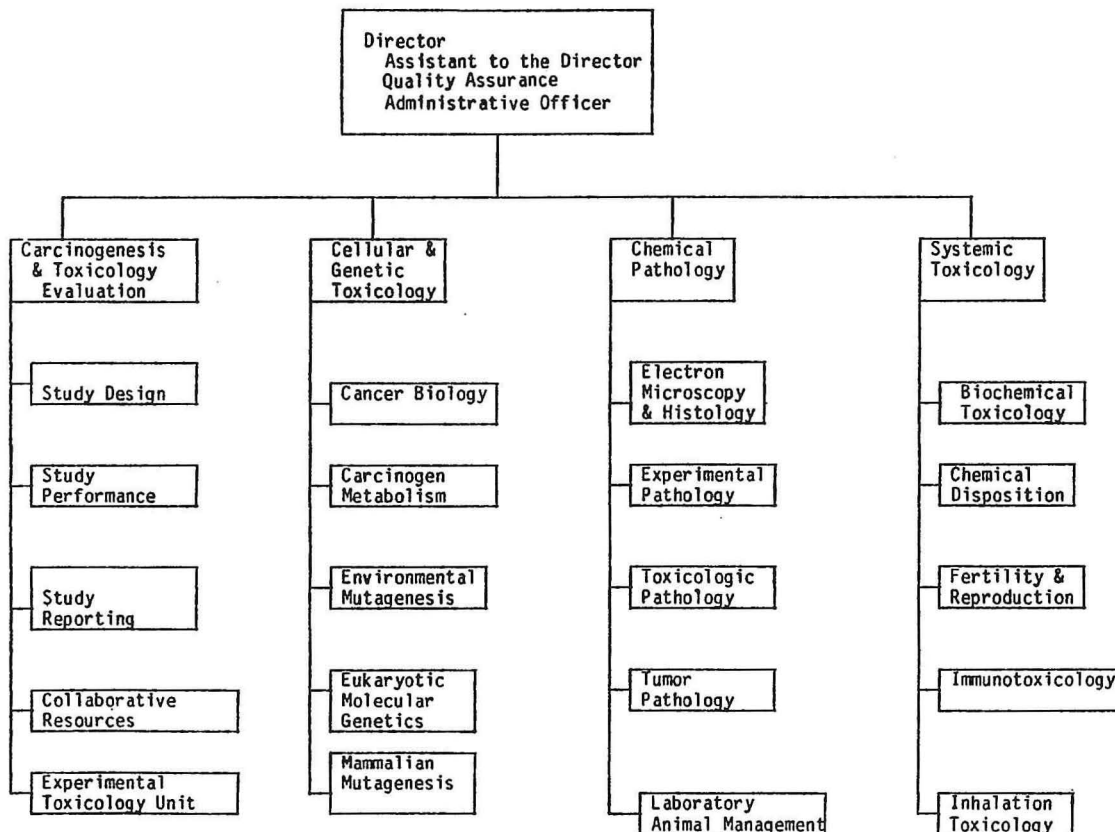 Director
Assistant to the Director
Quality Assurance
Administrative Officer
Carcinogenesis
& Toxicology
Evaluation
Study Design
Study
Performance
Study
Reporting
Collaborative
Resources
Experimental
Toxicology Unit
Cellular &
Genetic
Toxicology
Cancer Biology
Carcinogen
Metabolism
Environmental
Mutagenesis
Eukaryotic
Molecular
Genetics
Mammalian
Mutagenesis
Chemical
Pathology
Electron
Microscopy
& Histology
Experimental
Pathology
Toxicologic
Pathology
Tumor
Pathology
Laboratory
Animal Management
Systemic
Toxicology
Biochemical
Toxicology
Chemical
Disposition
Fertility &
Reproduction
Immunotoxicology
Inhalation
Toxicology